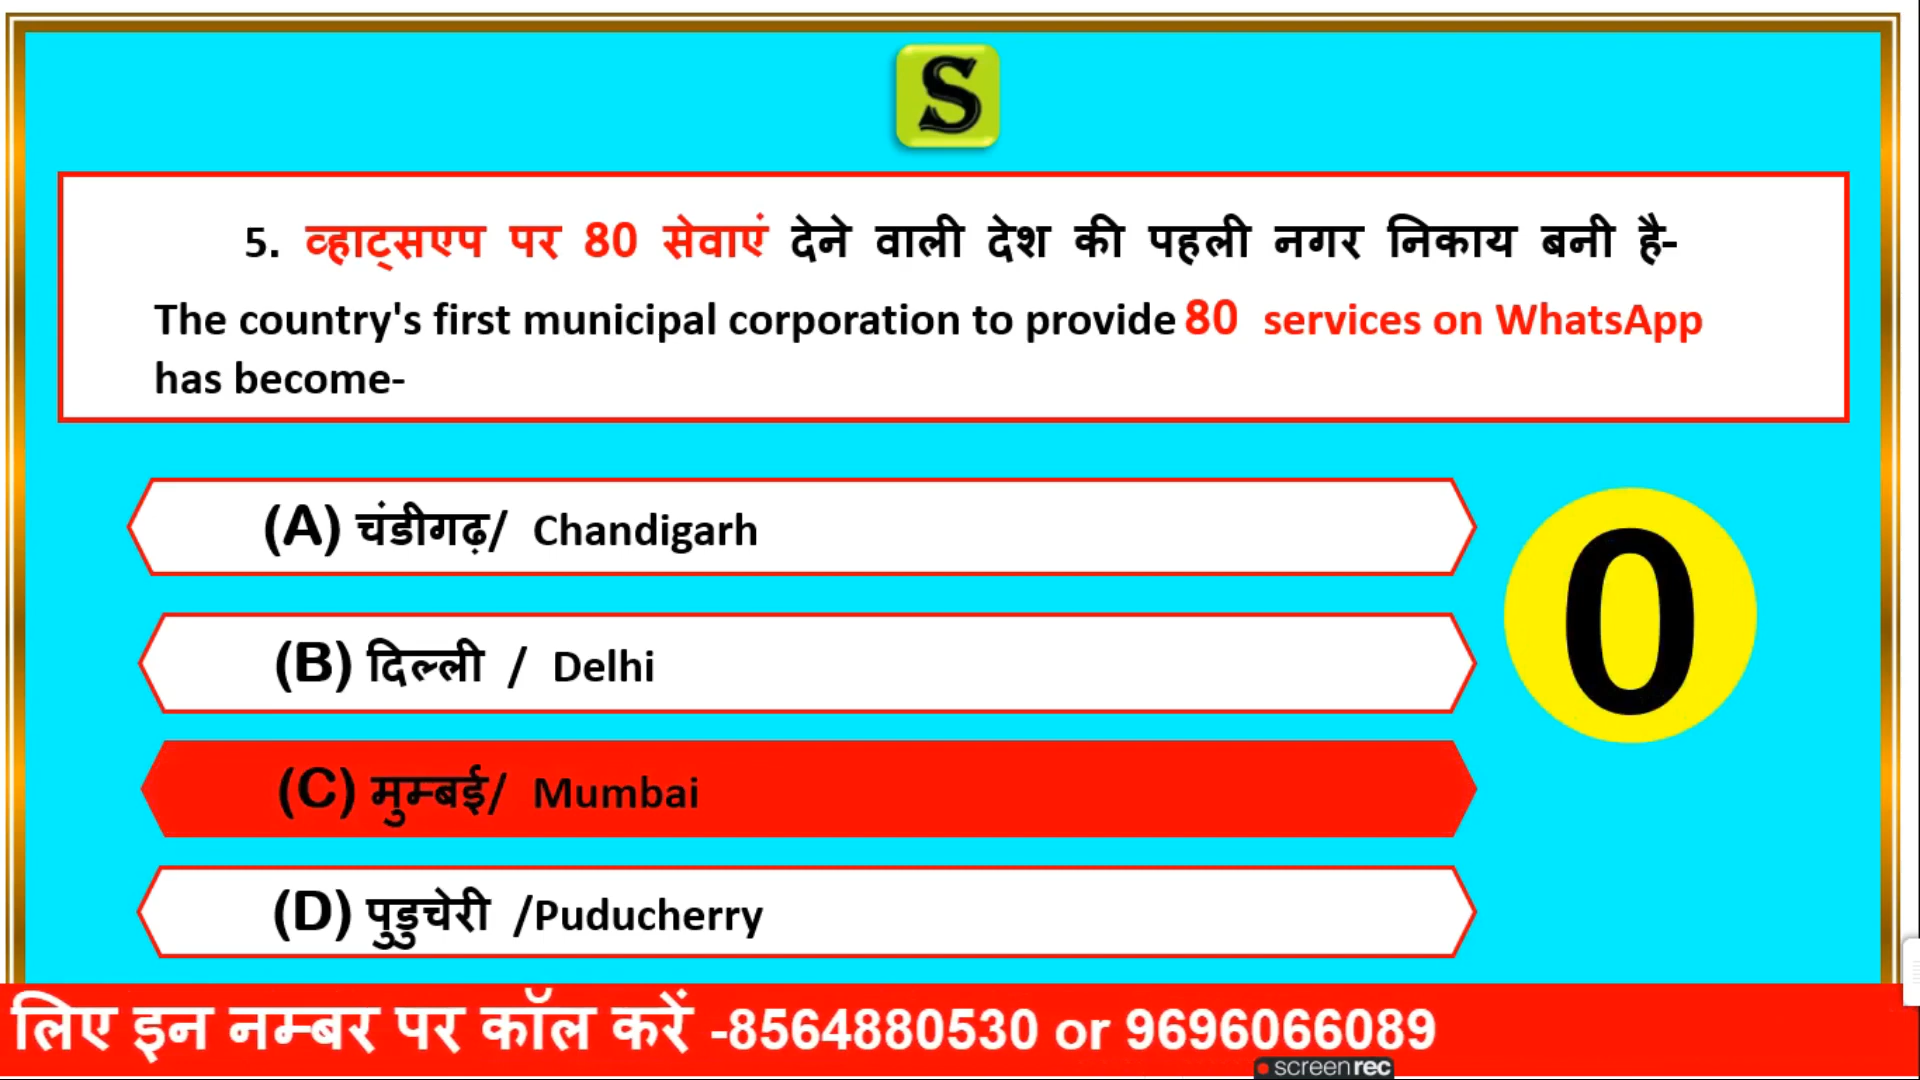 S
5. व्हाट्सएप पर 80 सेवाएं देने वाली देश की पहली नगर निकाय बनी है-
The country's first municipal corporation to provide 80 services on WhatsApp
has become-
(A) चंडीगढ़/ Chandigarh
(B) दिल्ली / Delhi
(C) मुम्बई/ Mumbai
(D) पुडुचेरी /Puducherry
0
लिए इन नम्बर पर कॉल करें -8564880530 or 9696066089
screenrec